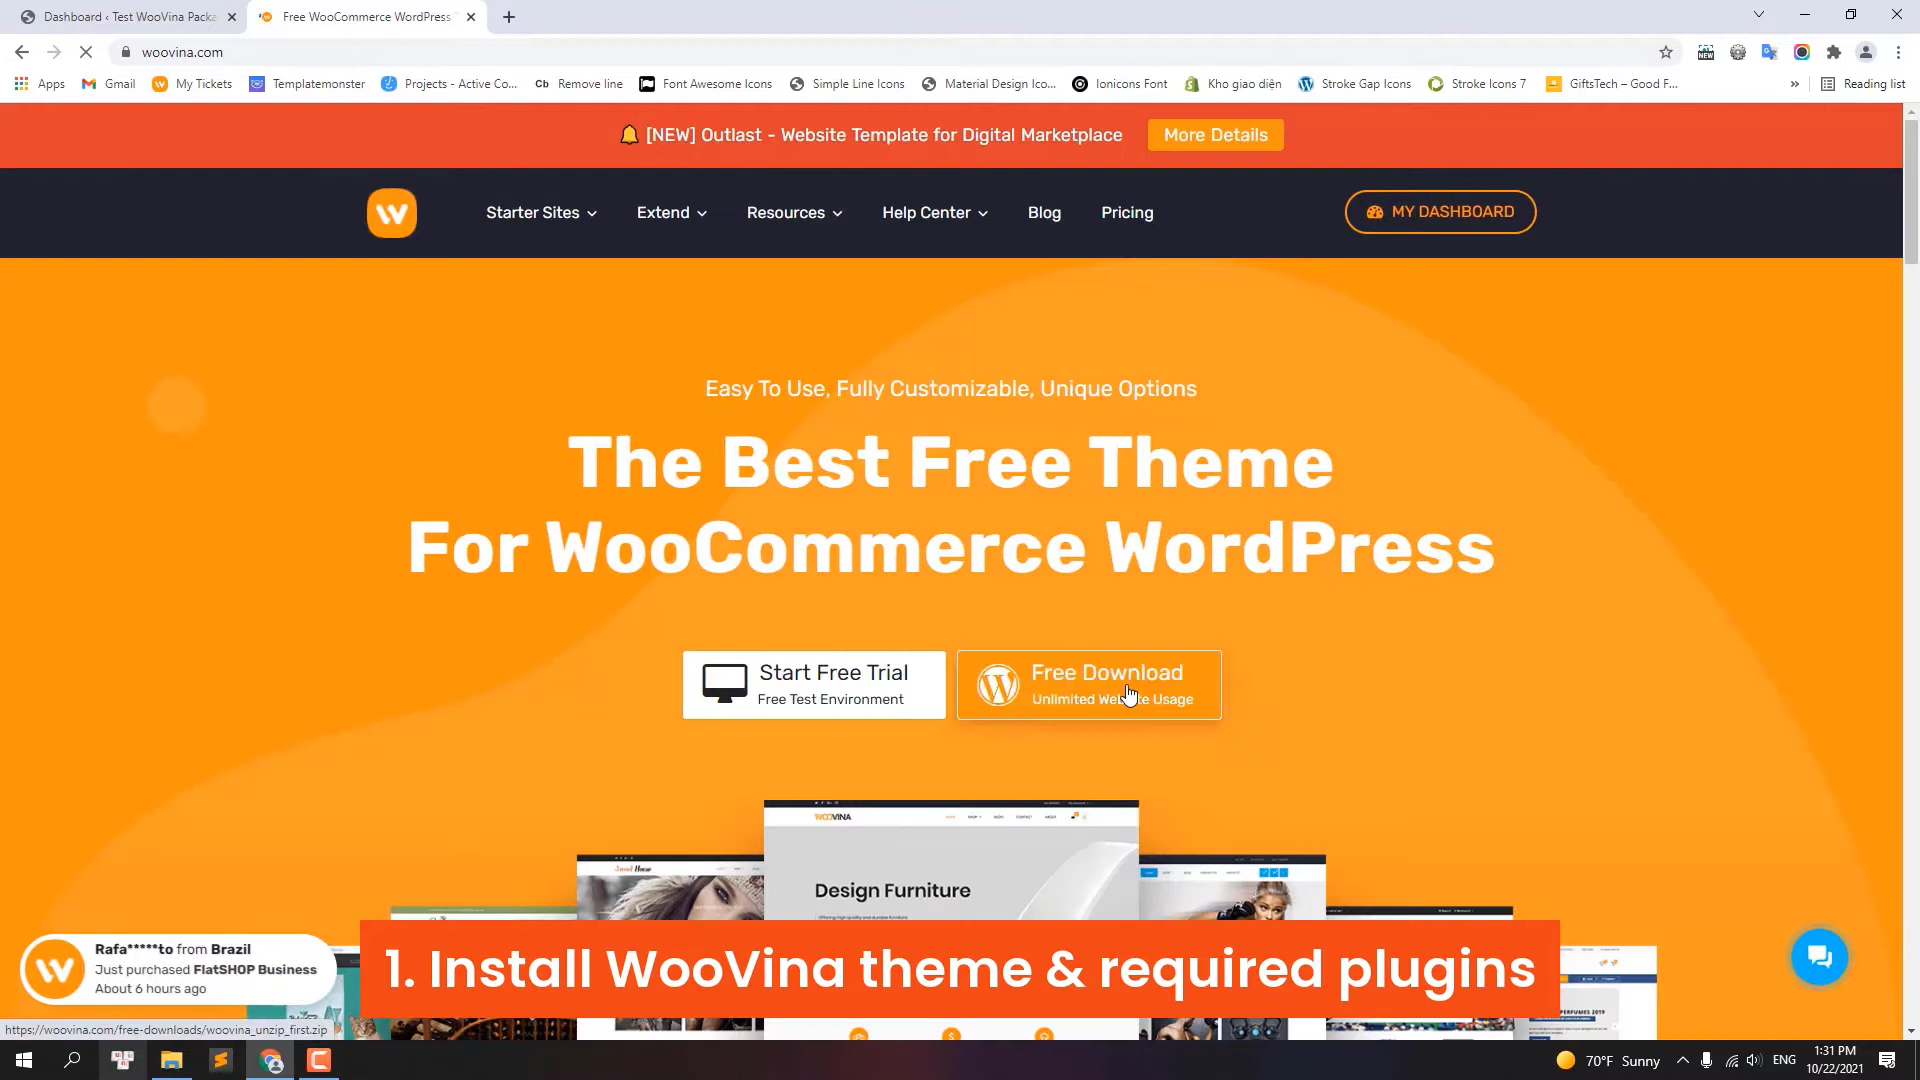 Dashboard ‹ Test WooVina Packa
Free WooCommerce WordPress T
woovina.com
Apps
Gmail
My Tickets
Templatemonster
Projects - Active Co...
Cb Remove line
Font Awesome Icons
Simple Line Icons
Material Design Ico...
Ionicons Font
Kho giao diện
Stroke Gap Icons
Stroke Icons 7
GiftsTech – Good F...
»
Reading list
[NEW] Outlast - Website Template for Digital Marketplace
More Details
Starter Sites
Extend
Resources
Help Center
Blog
Pricing
MY DASHBOARD
Easy To Use, Fully Customizable, Unique Options
The Best Free Theme
For WooCommerce WordPress
Start Free Trial
Free Test Environment
Free Download
Unlimited Website Usage
WOOVINA
Design Furniture
1. Install WooVina theme & required plugins
Rafa*****to from Brazil
Just purchased FlatSHOP Business
About 6 hours ago
https://woovina.com/free-downloads/woovina_unzip_first.zip
70°F Sunny
ENG
1:31 PM
10/22/2021